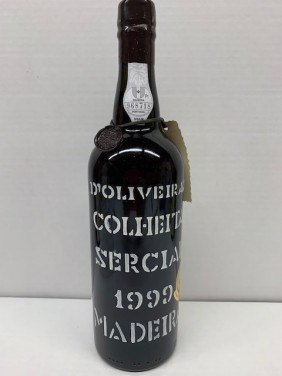 D'OLIVEIRA
COLHEITA
SERCIAL
1999
MADEIRA